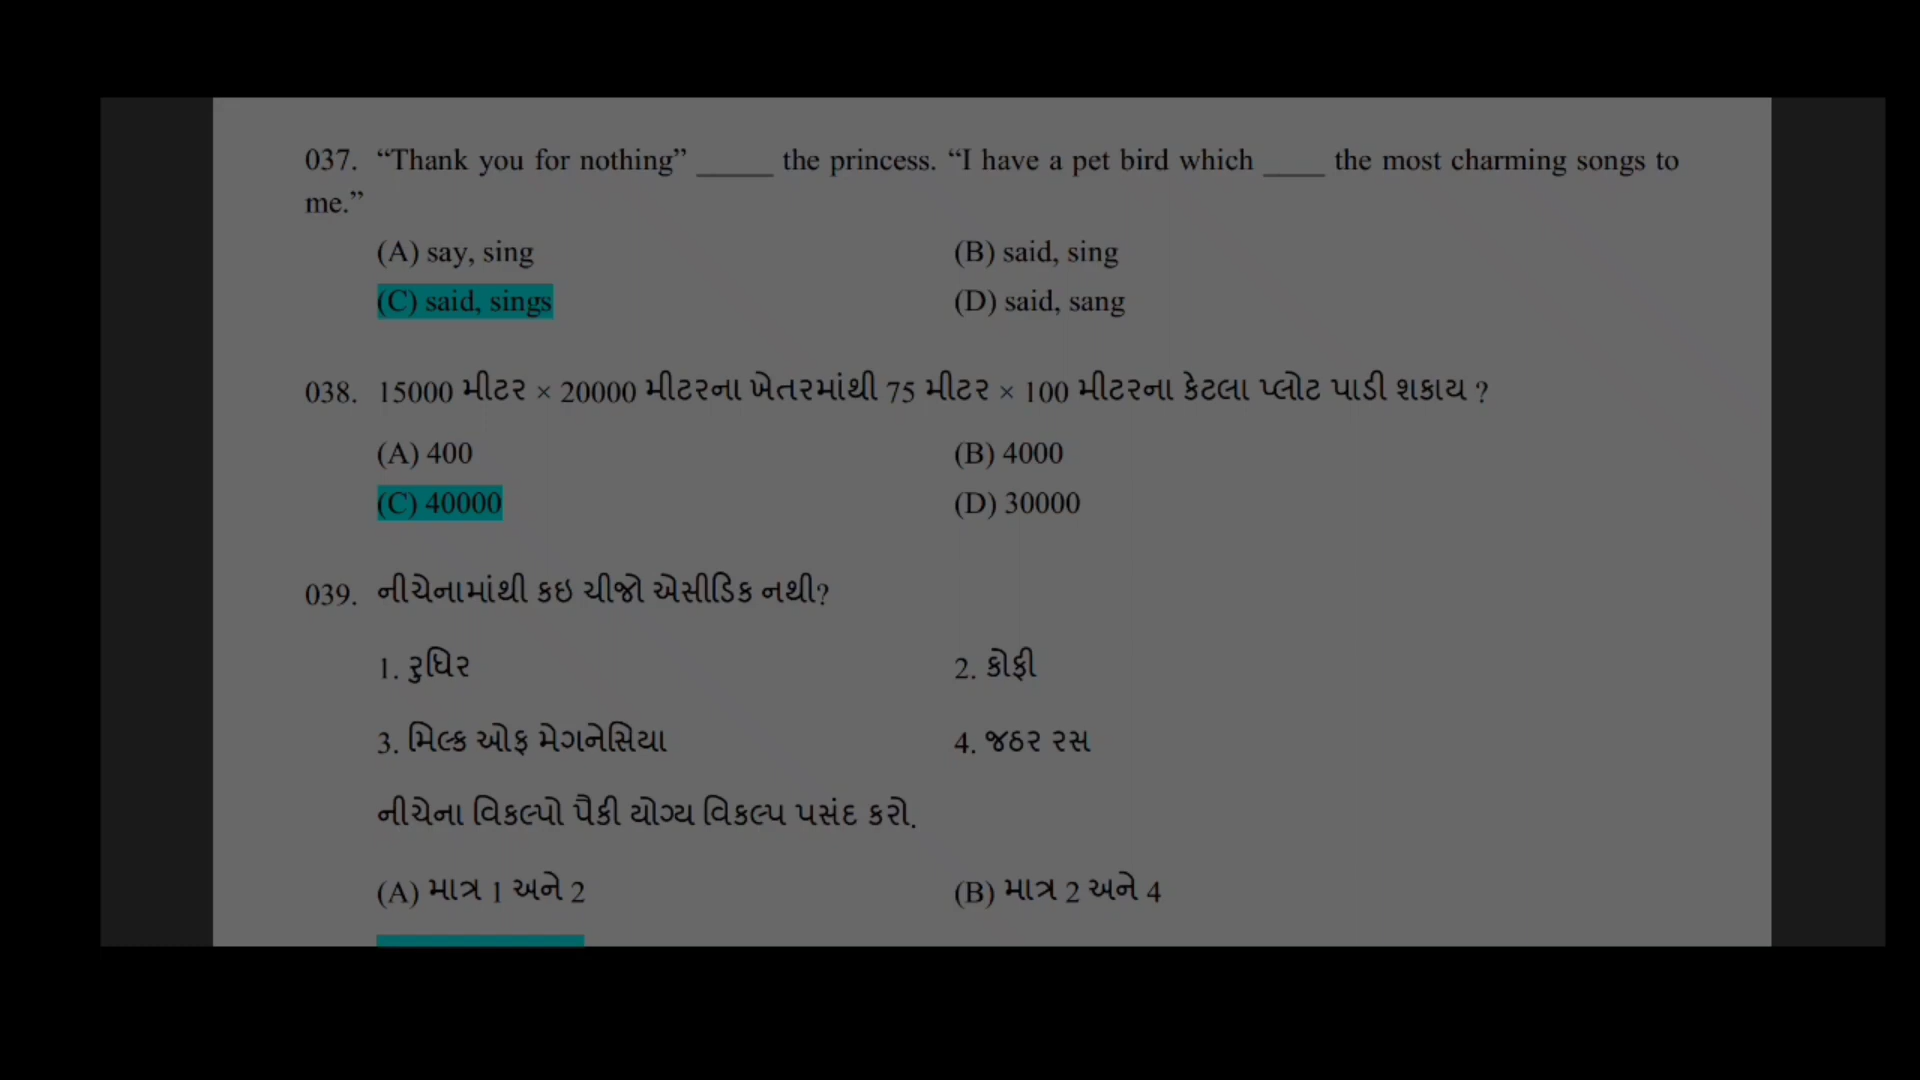 037. “Thank you for nothing” _____ the princess. “I have a pet bird which ____ the most charming songs to
me.”
(A) say, sing (B) said, sing
(C) said, sings (D) said, sang
038. 15000 મીટર × 20000 મીટરના ખેતરમાંથી 75 મીટર × 100 મીટરના કેટલા પ્લોટ પાડી શકાય ?
(A) 400 (B) 4000
(C) 40000 (D) 30000
039. નીચેનામાંથી કઇ ચીજો એસીડિક નથી?
1. રુધિર 2. કોફી
3. મિલ્ક ઓફ મેગનેસિયા 4. જઠર રસ
નીચેના વિકલ્પો પૈકી યોગ્ય વિકલ્પ પસંદ કરો.
(A) માત્ર 1 અને 2 (B) માત્ર 2 અને 4